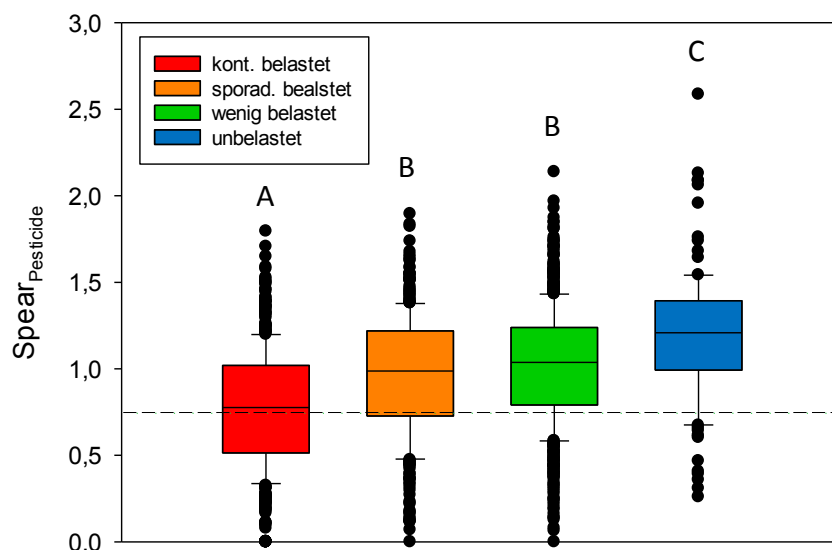 3,0
2,5
2,0
1,5
1,0
0,5
0,0
Spear Pesticide
kont. belastet
sporad. bealstet
wenig belastet
unbelastet
A
B
B
C